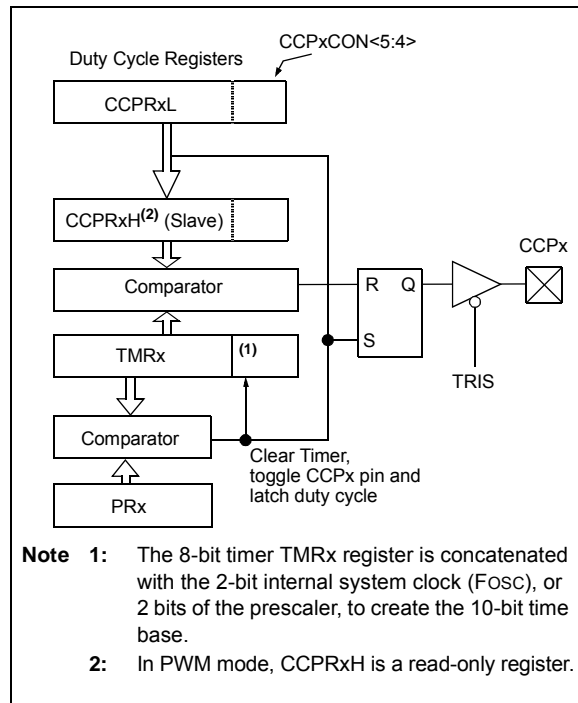 CCPxCON<5:4>
Duty Cycle Registers
CCPRxL
CCPRxH(2) (Slave)
CCPx
Comparator
R Q
TMRx (1)
S
TRIS
Comparator
Clear Timer,
toggle CCPx pin and
latch duty cycle
PRx
Note 1: The 8-bit timer TMRx register is concatenated
with the 2-bit internal system clock (FOSC), or
2 bits of the prescaler, to create the 10-bit time
base.
2: In PWM mode, CCPRxH is a read-only register.